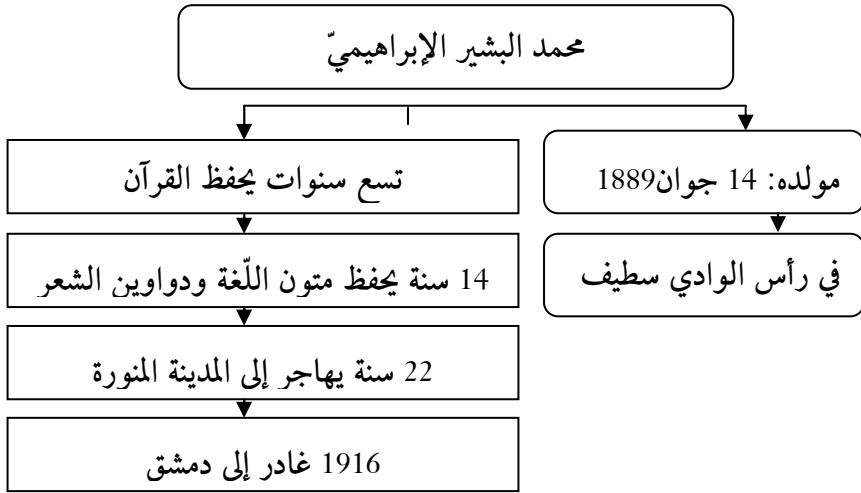 محمد البشير الإبراهيميّ
مولده: 14 جوان1889
تسع سنوات يحفظ القرآن
في رأس الوادي سطيف
14 سنة يحفظ متون اللّغة ودواوين الشعر
22 سنة يهاجر إلى المدينة المنورة
1916 غادر إلى دمشق